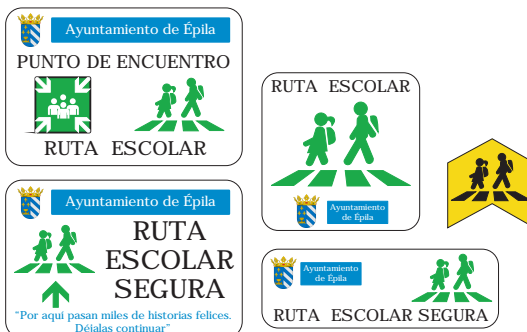 Ayuntamiento de Épila
PUNTO DE ENCUENTRO
RUTA ESCOLAR
Ayuntamiento de Épila
RUTA
ESCOLAR
SEGURA
“Por aquí pasan miles de historias felices.
Déjalas continuar”
RUTA ESCOLAR
Ayuntamiento
de Épila
Ayuntamiento
de Épila
RUTA ESCOLAR SEGURA